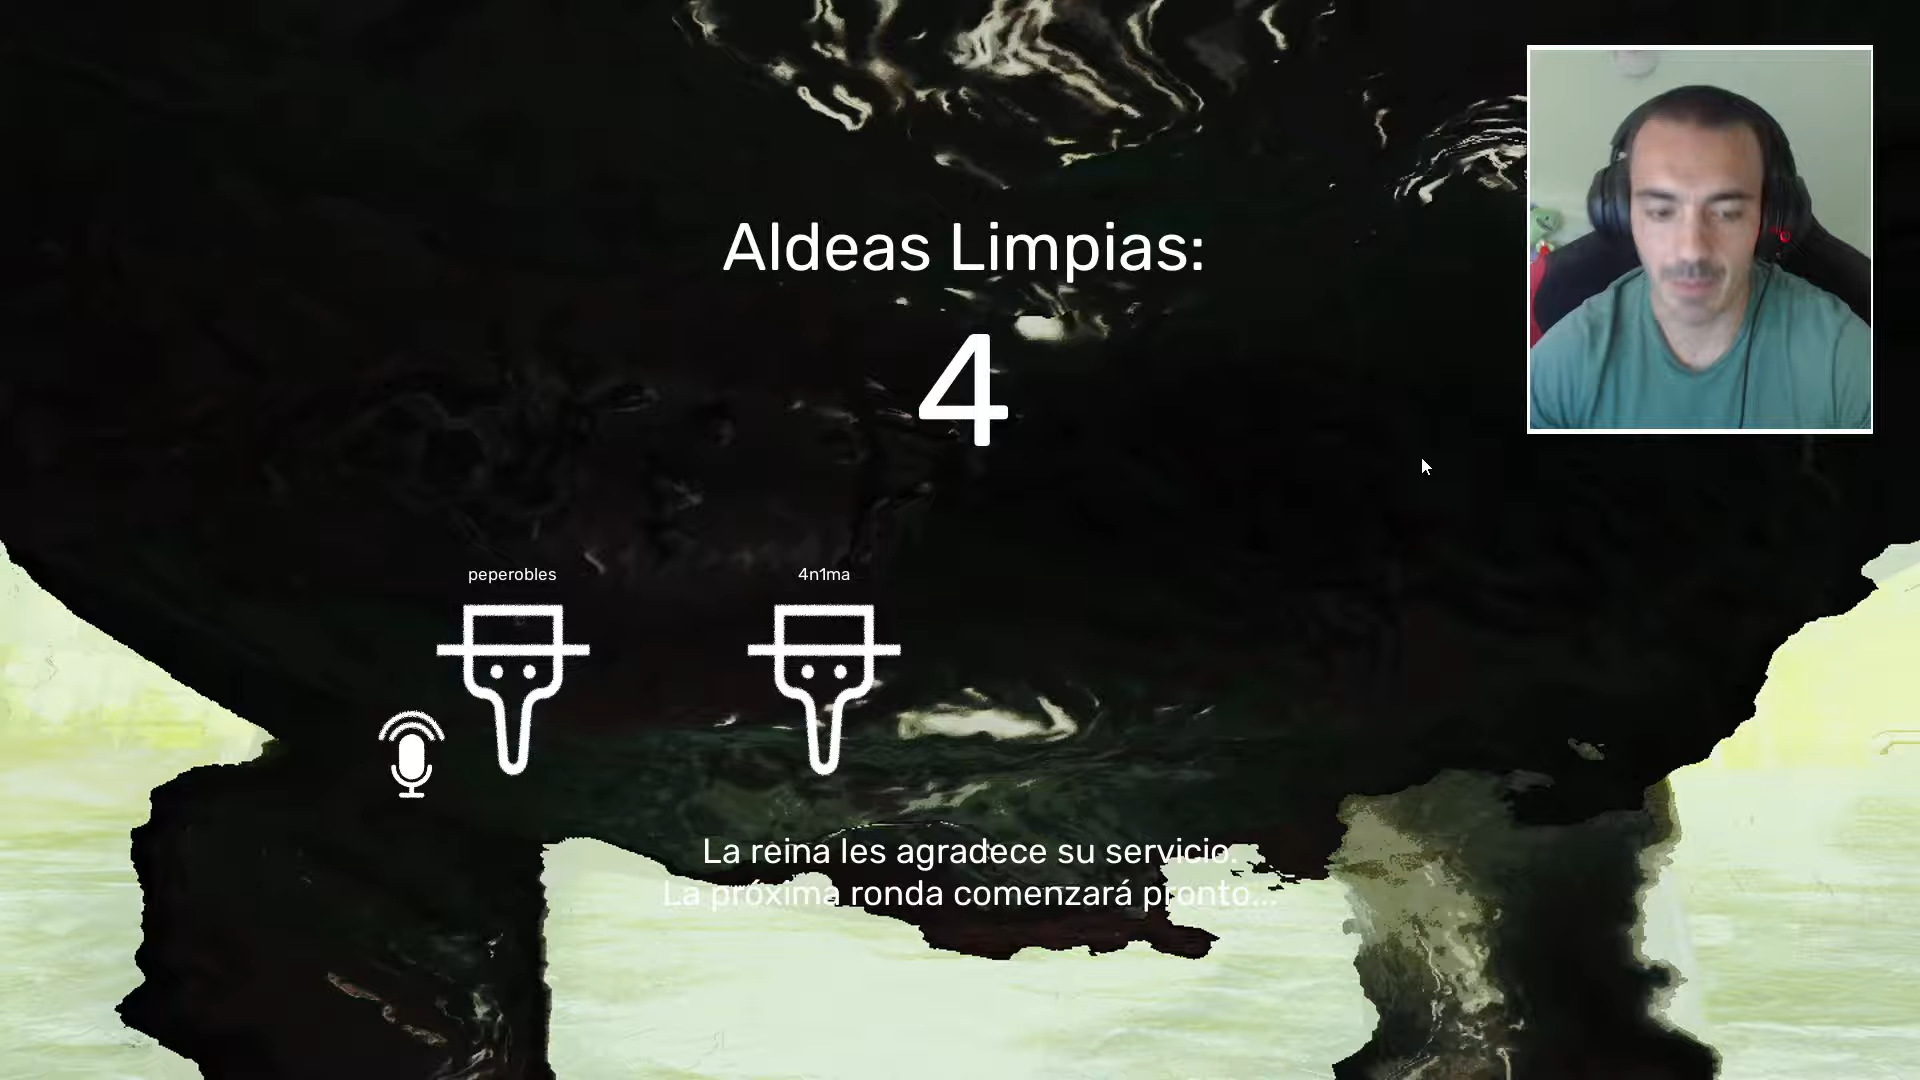 Aldeas Limpias:
4
peperobles
4n1ma
La reina les agradece su servicio.
La próxima ronda comenzará pronto...